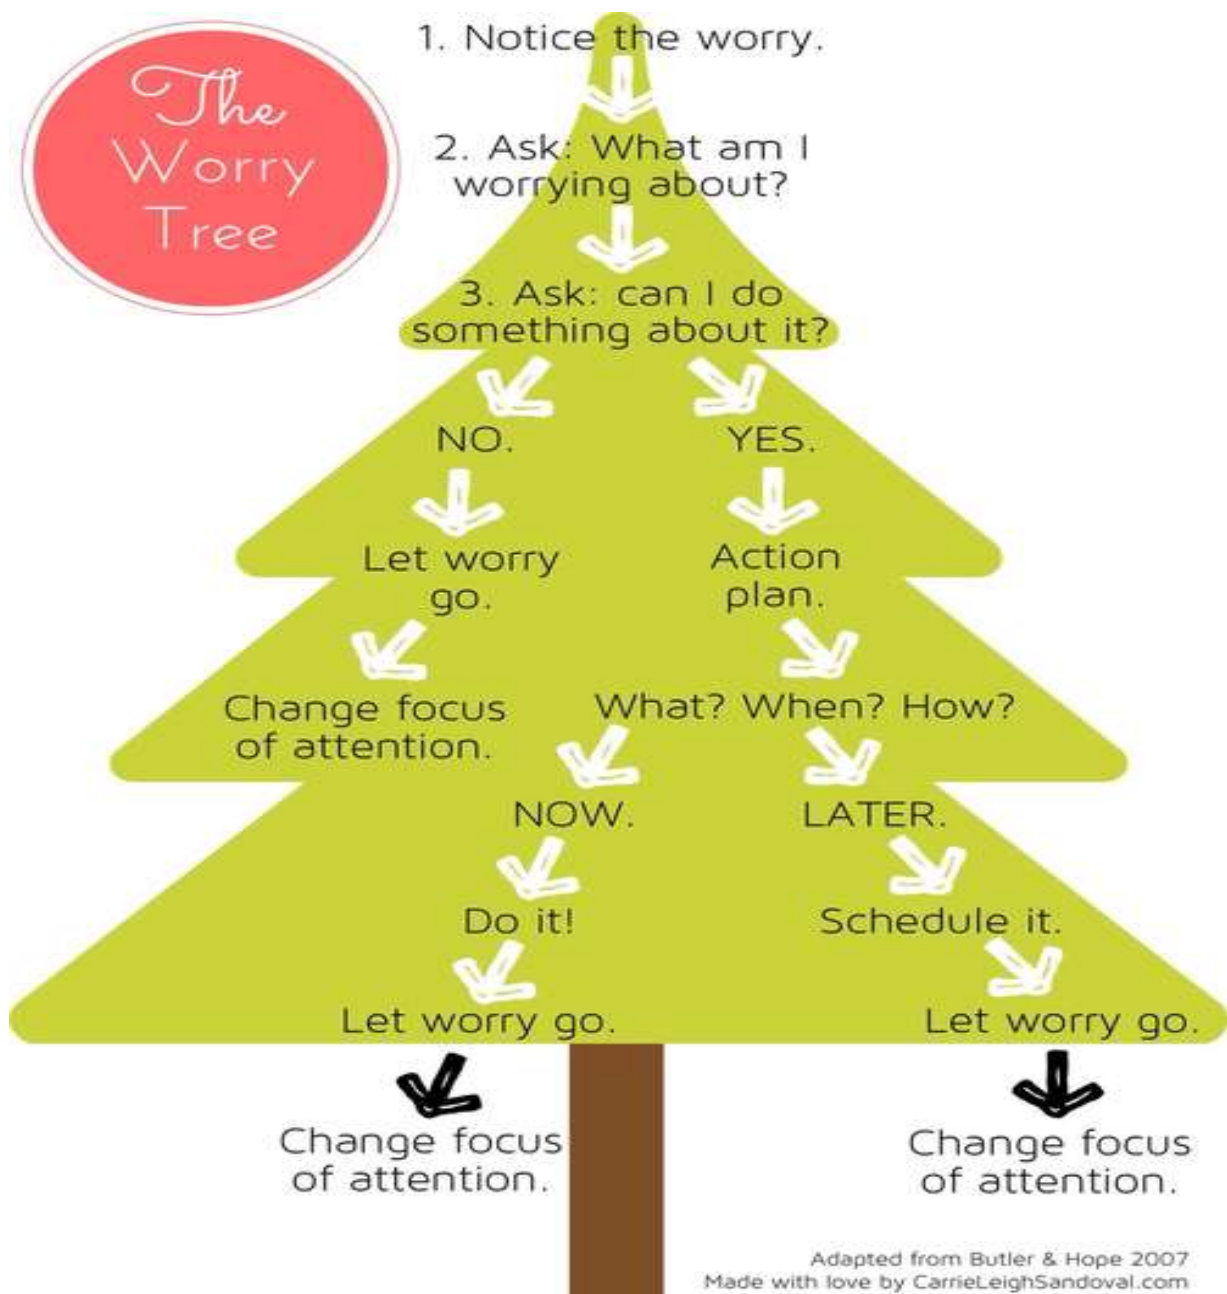 The
Worry
Tree
1. Notice the worry.
2. Ask: What am I
worrying about?
3. Ask: can I do
something about it?
NO.
YES.
Let worry
go.
Action
plan.
Change focus
of attention.
What? When? How?
NOW.
LATER.
Do it!
Schedule it.
Let worry go.
Let worry go.
Change focus
of attention.
Change focus
of attention.
Adapted from Butler & Hope 2007
Made with love by CarrieLeighSandoval.com